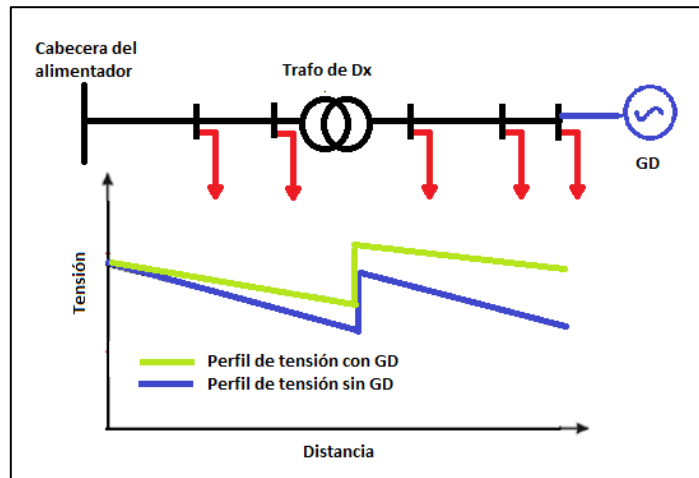 Cabecera del
alimentador
Trafo de Dx
GD
Tensión
Perfil de tensión con GD
Perfil de tensión sin GD
Distancia